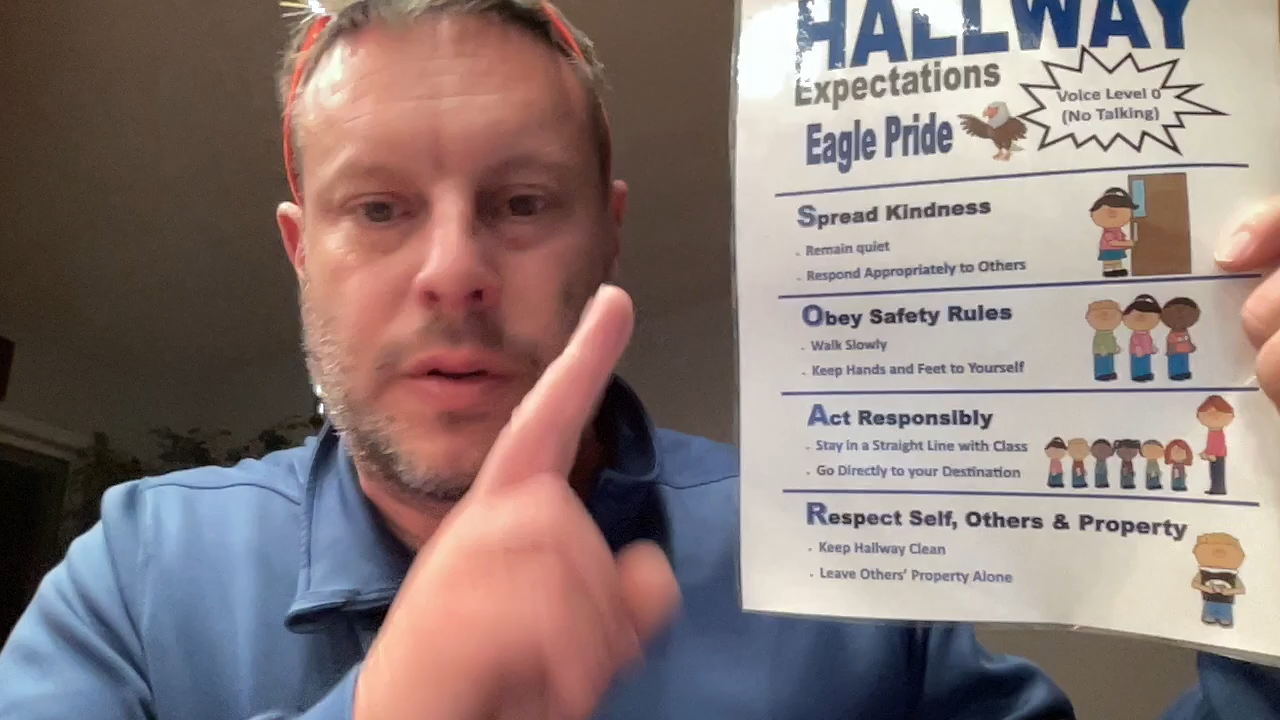 HALLWAY
Expectations
Eagle Pride
Voice Level 0
(No Talking)
Spread Kindness
. Remain quiet
. Respond Appropriately to Others
Obey Safety Rules
. Walk Slowly
. Keep Hands and Feet to Yourself
Act Responsibly
. Stay in a Straight Line with Class
. Go Directly to your Destination
Respect Self, Others & Property
. Keep Hallway Clean
. Leave Others' Property Alone